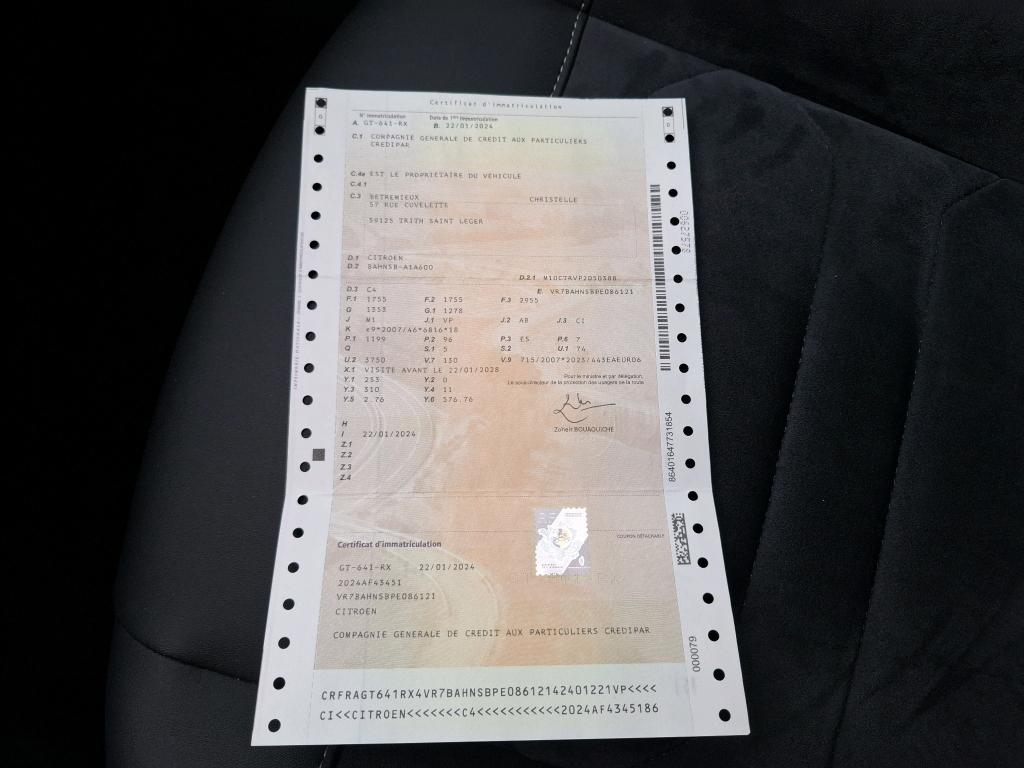 Certificat d'immatriculation
N° immatriculation Date de 1ère immatriculation
A. GT-641-RX B. 22/01/2024
C.1 COMPAGNIE GENERALE DE CREDIT AUX PARTICULIERS
CREDIPAR
C.4a EST LE PROPRIÉTAIRE DU VÉHICULE
C.4.1
C.3 BETREMIEUX CHRISTELLE
57 RUE CUVELETTE
59125 TRITH SAINT LEGER
D.1 CITROEN
D.2 BAHNSB-A1A600
D.2.1 M10CTRVP2050388
D.3 C4 E. VR7BAHNSBPE086121
F.1 1755 F.2 1755 F.3 2955
G 1353 G.1 1278
J M1 J.1 VP J.2 AB J.3 CI
K e9*2007/46*6816*18
P.1 1199 P.2 96 P.3 ES P.6 7
Q S.1 5 S.2 U.1 74
U.2 3750 V.7 130 V.9 715/2007*2023/443EAEUR06
X.1 VISITE AVANT LE 22/01/2028
Y.1 233 Y.2 0
Y.3 310 Y.4 11
Y.5 2.76 Y.6 576.76
Pour le ministre et par délégation,
Le sous-directeur de la protection des usagers de la route
Zoheir BOUAOUICHE
H
I 22/01/2024
Z.1
Z.2
Z.3
Z.4
86401647731854
Certificat d'immatriculation
COUPON DÉTACHABLE
GT-641-RX 22/01/2024
2024AF43451
VR7BAHNSBPE086121
CITROEN
COMPAGNIE GENERALE DE CREDIT AUX PARTICULIERS CREDIPAR
000079
CRFRAGT641RX4VR7BAHNSBPE08612142401221VP<<<<
CI<<CITROEN<<<<<<<C4<<<<<<<<<<<2024AF4345186